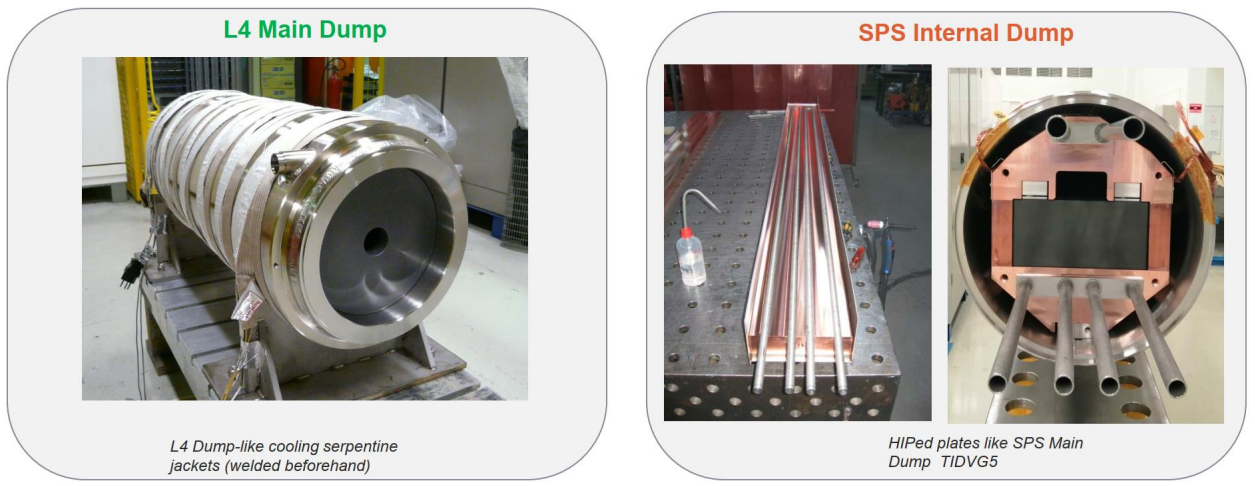 L4 Main Dump
SPS Internal Dump
L4 Dump-like cooling serpentine
jackets (welded beforehand)
HIPed plates like SPS Main
Dump TIDVG5